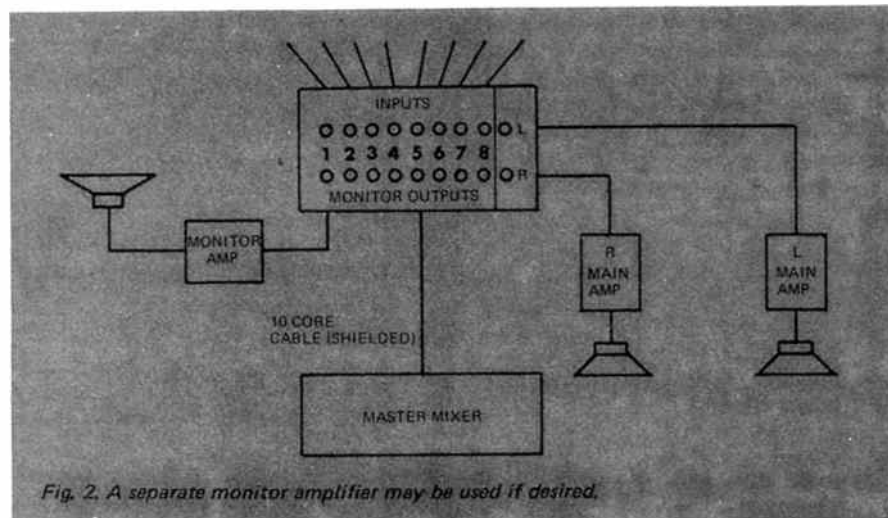 INPUTS
L
1 2 3 4 5 6 7 8
R
MONITOR OUTPUTS
MONITOR
AMP
R
MAIN
AMP
L
MAIN
AMP
10 CORE
CABLE (SHIELDED)
MASTER MIXER
Fig. 2. A separate monitor amplifier may be used if desired.